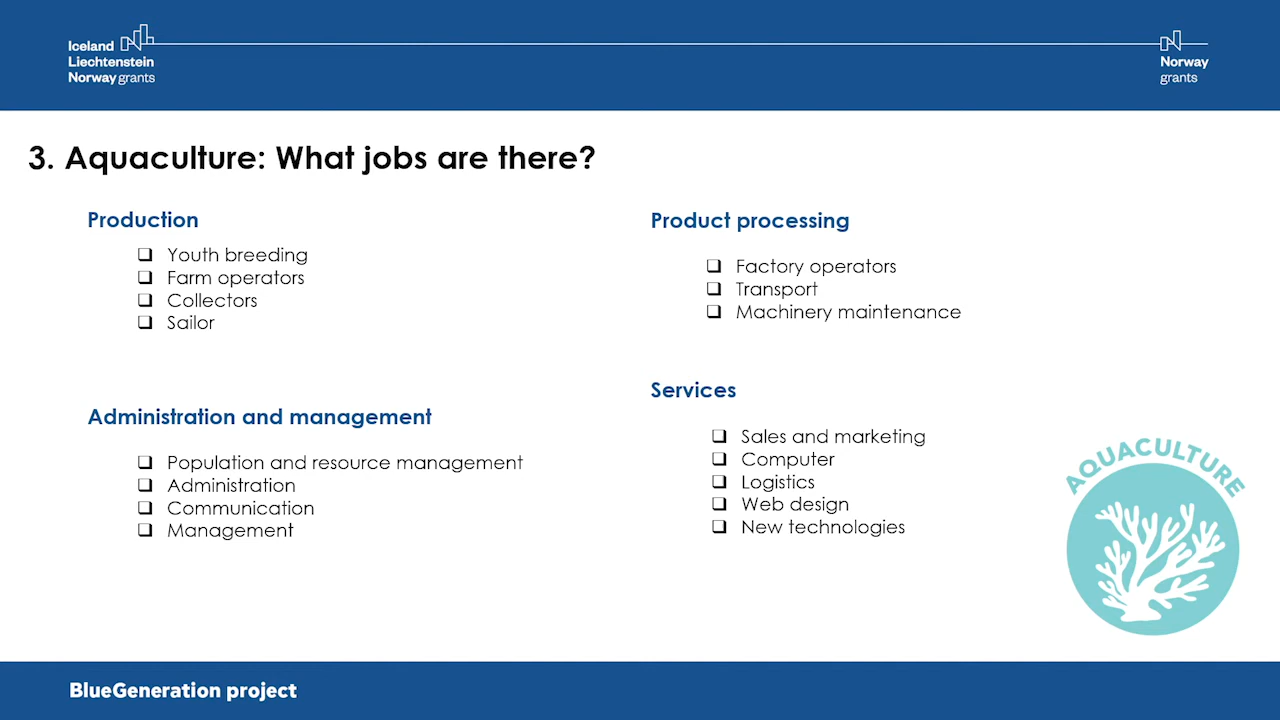 Iceland
Liechtenstein
Norway grants
Norway
grants
3. Aquaculture: What jobs are there?
Production
❑ Youth breeding
❑ Farm operators
❑ Collectors
❑ Sailor
Administration and management
❑ Population and resource management
❑ Administration
❑ Communication
❑ Management
Product processing
❑ Factory operators
❑ Transport
❑ Machinery maintenance
Services
❑ Sales and marketing
❑ Computer
❑ Logistics
❑ Web design
❑ New technologies
AQUACULTURE
BlueGeneration project